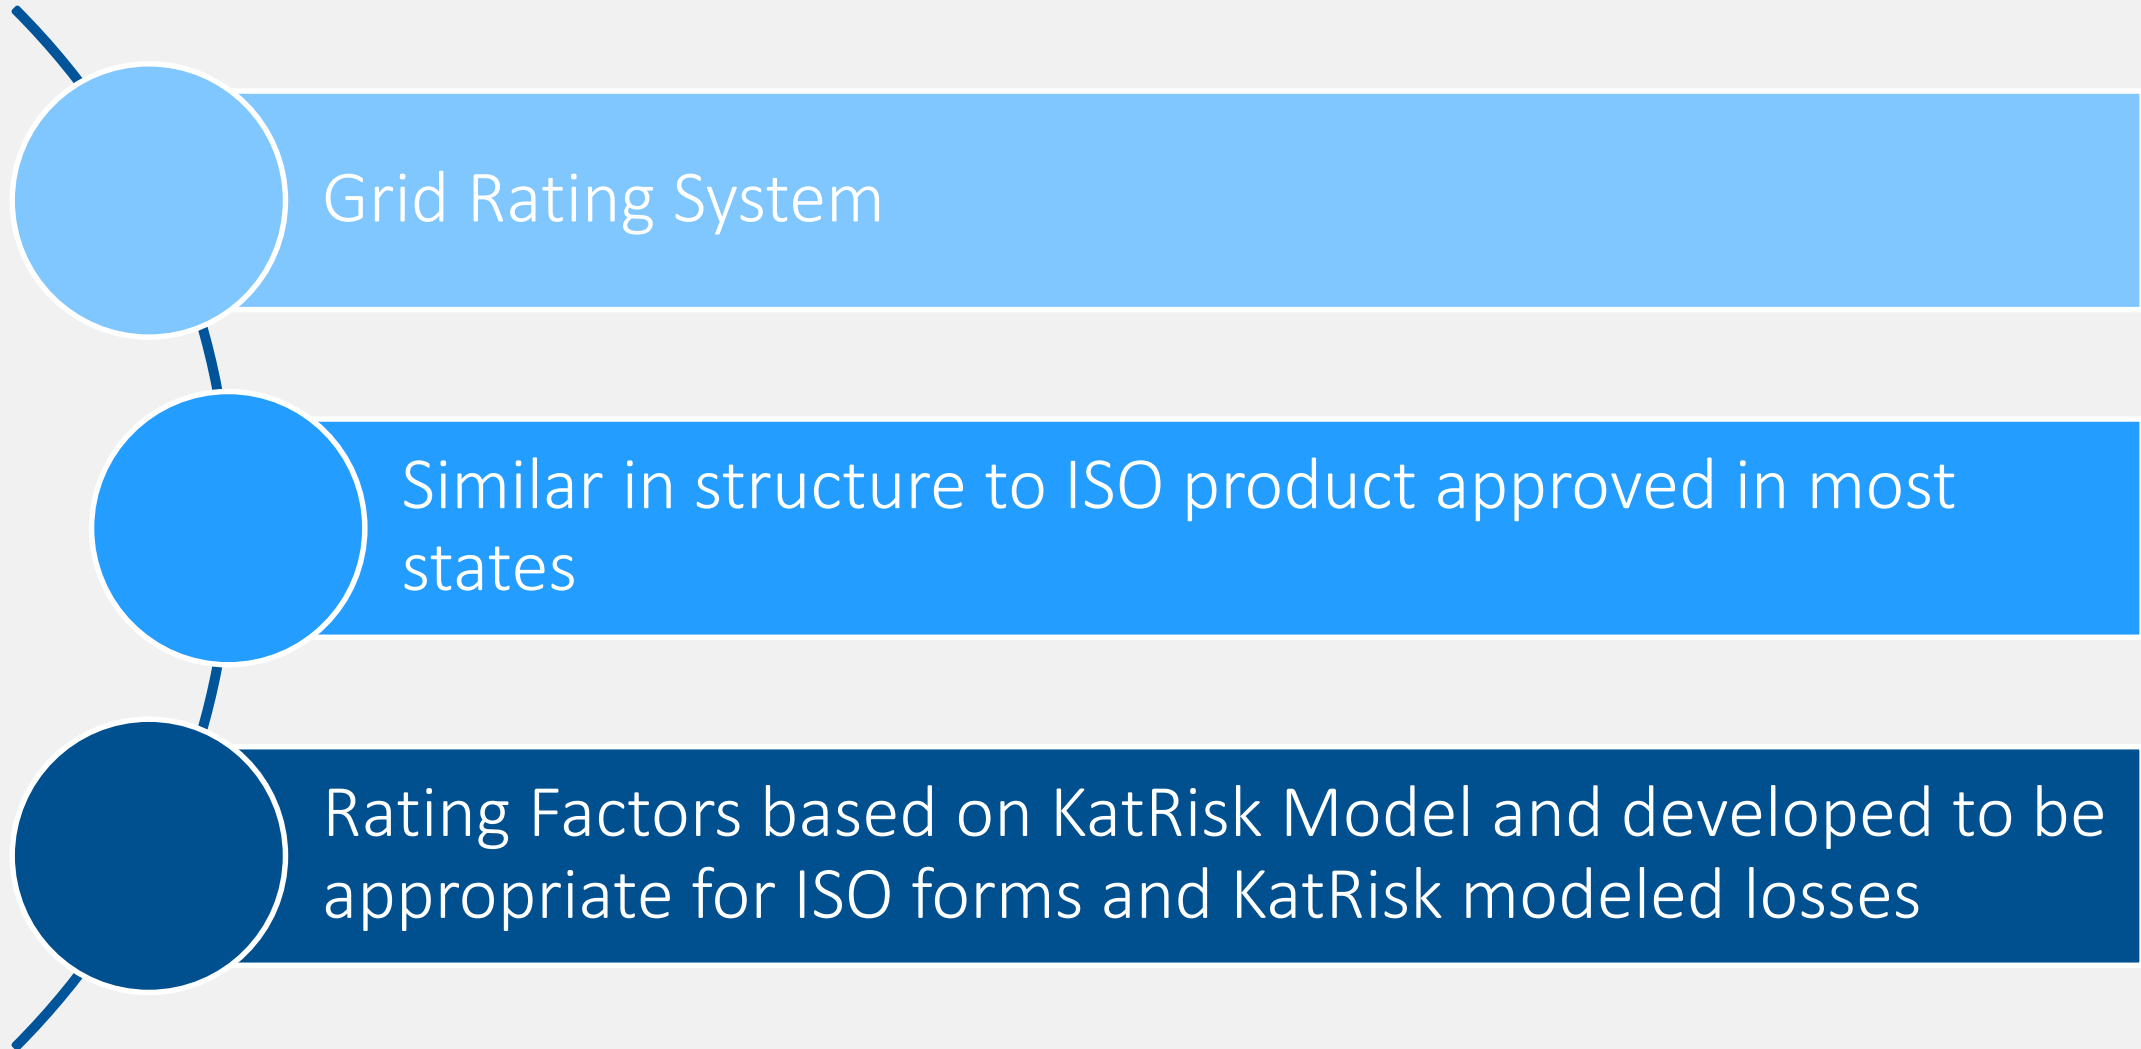 Grid Rating System
Similar in structure to ISO product approved in most
states
Rating Factors based on KatRisk Model and developed to be
appropriate for ISO forms and KatRisk modeled losses